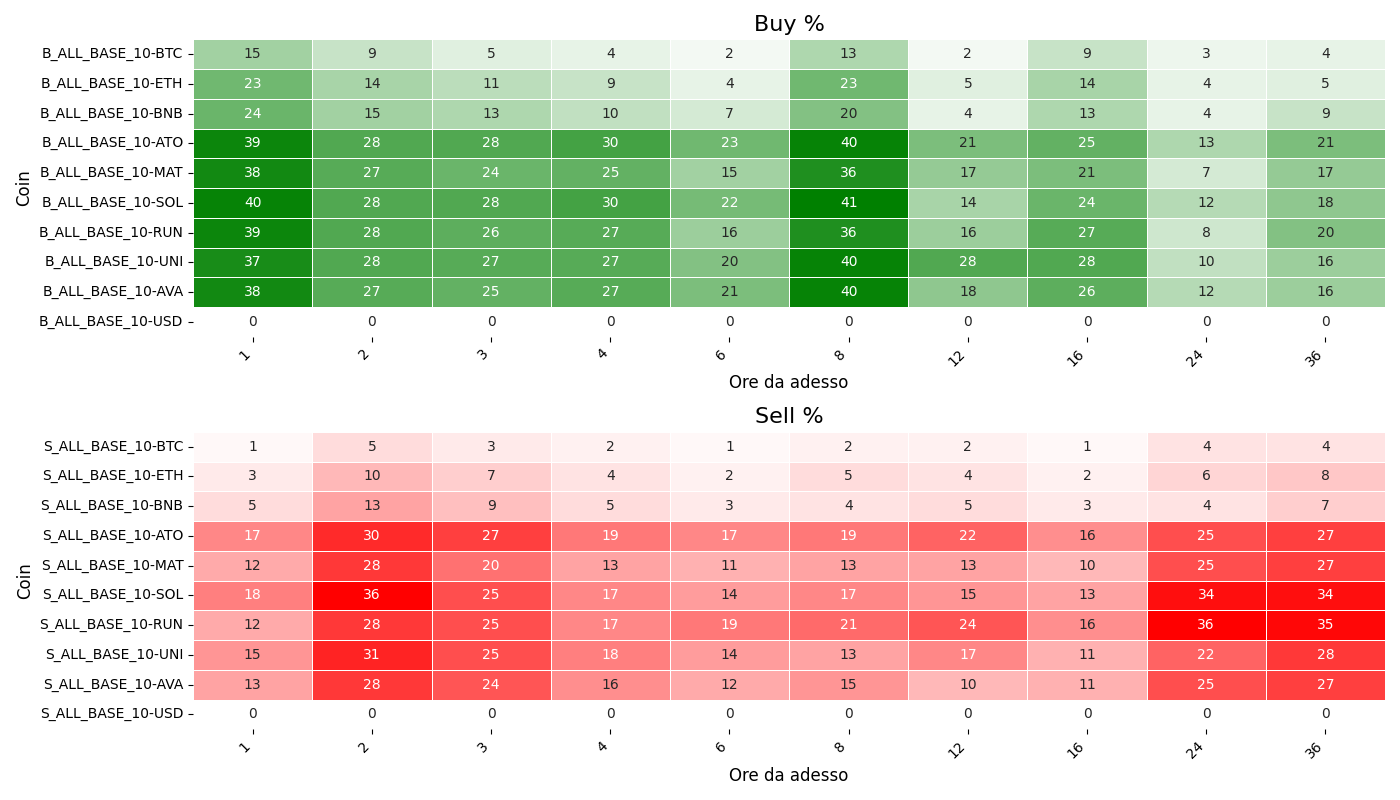 Buy %
Coin
B_ALL_BASE_10-BTC 15 9 5 4 2 13 2 9 3 4
B_ALL_BASE_10-ETH 23 14 11 9 4 23 5 14 4 5
B_ALL_BASE_10-BNB 24 15 13 10 7 20 4 13 4 9
B_ALL_BASE_10-ATO 39 28 28 30 23 40 21 25 13 21
B_ALL_BASE_10-MAT 38 27 24 25 15 36 17 21 7 17
B_ALL_BASE_10-SOL 40 28 28 30 22 41 14 24 12 18
B_ALL_BASE_10-RUN 39 28 26 27 16 36 16 27 8 20
B_ALL_BASE_10-UNI 37 28 27 27 20 40 28 28 10 16
B_ALL_BASE_10-AVA 38 27 25 27 21 40 18 26 12 16
B_ALL_BASE_10-USD 0 0 0 0 0 0 0 0 0 0
1 2 3 4 6 8 12 16 24 36
Ore da adesso
Sell %
Coin
S_ALL_BASE_10-BTC 1 5 3 2 1 2 2 1 4 4
S_ALL_BASE_10-ETH 3 10 7 4 2 5 4 2 6 8
S_ALL_BASE_10-BNB 5 13 9 5 3 4 5 3 4 7
S_ALL_BASE_10-ATO 17 30 27 19 17 19 22 16 25 27
S_ALL_BASE_10-MAT 12 28 20 13 11 13 13 10 25 27
S_ALL_BASE_10-SOL 18 36 25 17 14 17 15 13 34 34
S_ALL_BASE_10-RUN 12 28 25 17 19 21 24 16 36 35
S_ALL_BASE_10-UNI 15 31 25 18 14 13 17 11 22 28
S_ALL_BASE_10-AVA 13 28 24 16 12 15 10 11 25 27
S_ALL_BASE_10-USD 0 0 0 0 0 0 0 0 0 0
1 2 3 4 6 8 12 16 24 36
Ore da adesso